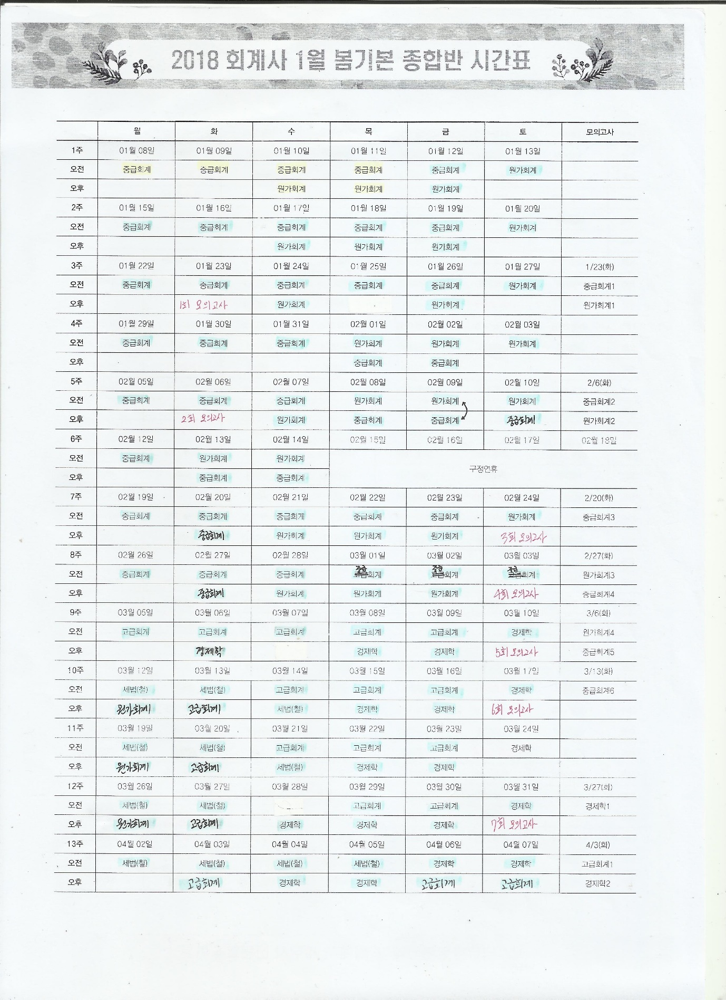 2018 회계사 1월 봄기본 종합반 시간표
월 화 수 목 금 토 모의고사
1주 01월 08일 01월 09일 01월 10일 01월 11일 01월 12일 01월 13일
오전 중급회계 중급회계 중급회계 중급회계 중급회계 원가회계
오후 원가회계 원가회계 원가회계
2주 01월 15일 01월 16일 01월 17일 01월 18일 01월 19일 01월 20일
오전 중급회계 중급회계 중급회계 중급회계 중급회계 원가회계
오후 원가회계 원가회계 원가회계
3주 01월 22일 01월 23일 01월 24일 01월 25일 01월 26일 01월 27일 1/23(화)
오전 중급회계 중급회계 중급회계 중급회계 중급회계 원가회계 중급회계1
오후 1회 모의고사 원가회계 원가회계 원가회계1
4주 01월 29일 01월 30일 01월 31일 02월 01일 02월 02일 02월 03일
오전 중급회계 중급회계 중급회계 원가회계 원가회계 원가회계
오후 중급회계 중급회계
5주 02월 05일 02월 06일 02월 07일 02월 08일 02월 09일 02월 10일 2/6(화)
오전 중급회계 중급회계 중급회계 원가회계 원가회계 원가회계 중급회계2
오후 2회 모의고사 원가회계 중급회계 중급회계 중급회계 원가회계2
6주 02월 12일 02월 13일 02월 14일 02월 15일 02월 16일 02월 17일 02월 18일
오전 중급회계 원가회계 원가회계 구정연휴
오후 중급회계 중급회계
7주 02월 19일 02월 20일 02월 21일 02월 22일 02월 23일 02월 24일 2/20(화)
오전 중급회계 중급회계 중급회계 중급회계 중급회계 원가회계 중급회계3
오후 중급회계 원가회계 원가회계 원가회계 3회 모의고사
8주 02월 26일 02월 27일 02월 28일 03월 01일 03월 02일 03월 03일 2/27(화)
오전 중급회계 중급회계 중급회계 중급회계 중급회계 중급회계 원가회계3
오후 중급회계 원가회계 원가회계 원가회계 4회 모의고사 중급회계4
9주 03월 05일 03월 06일 03월 07일 03월 08일 03월 09일 03월 10일 3/6(화)
오전 고급회계 고급회계 고급회계 고급회계 고급회계 경제학 원가회계4
오후 경제학 경제학 경제학 5회 모의고사 중급회계5
10주 03월 12일 03월 13일 03월 14일 03월 15일 03월 16일 03월 17일 3/13(화)
오전 세법(철) 세법(철) 고급회계 고급회계 고급회계 경제학 중급회계6
오후 원가회계 고급회계 세법(철) 경제학 경제학 6회 모의고사
11주 03월 19일 03월 20일 03월 21일 03월 22일 03월 23일 03월 24일
오전 세법(철) 세법(철) 고급회계 고급회계 고급회계 경제학
오후 원가회계 고급회계 세법(철) 경제학 경제학
12주 03월 26일 03월 27일 03월 28일 03월 29일 03월 30일 03월 31일 3/27(화)
오전 세법(철) 세법(철) 고급회계 고급회계 경제학 경제학1
오후 원가회계 고급회계 경제학 경제학 경제학 7회 모의고사
13주 04월 02일 04월 03일 04월 04일 04월 05일 04월 06일 04월 07일 4/3(화)
오전 세법(철) 세법(철) 세법(철) 세법(철) 경제학 경제학 고급회계1
오후 고급회계 경제학 경제학 고급회계 고급회계 경제학2